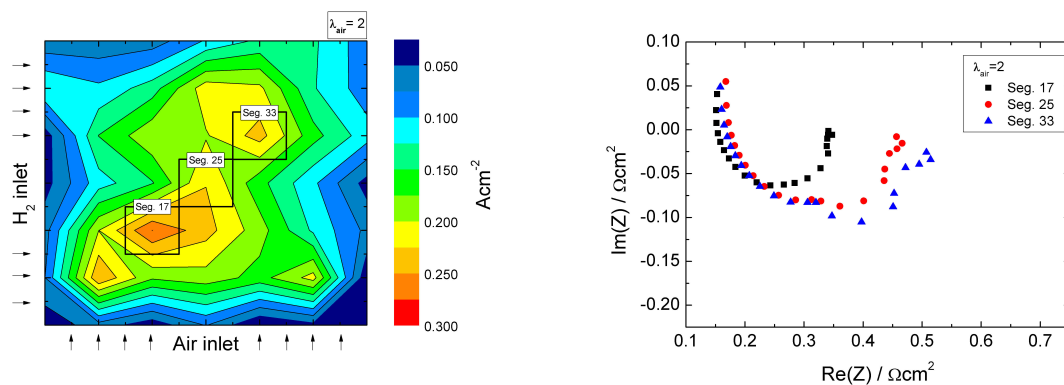 λair= 2
H2 inlet
Seg. 33
Seg. 25
Seg. 17
Air inlet
0.050
0.100
0.150
0.200
0.250
0.300
Acm-2
0.10
0.05
0.00
-0.05
-0.10
-0.15
-0.20
Im(Z) / Ωcm2
λair=2
Seg. 17
Seg. 25
Seg. 33
0.1 0.2 0.3 0.4 0.5 0.6 0.7
Re(Z) / Ωcm2